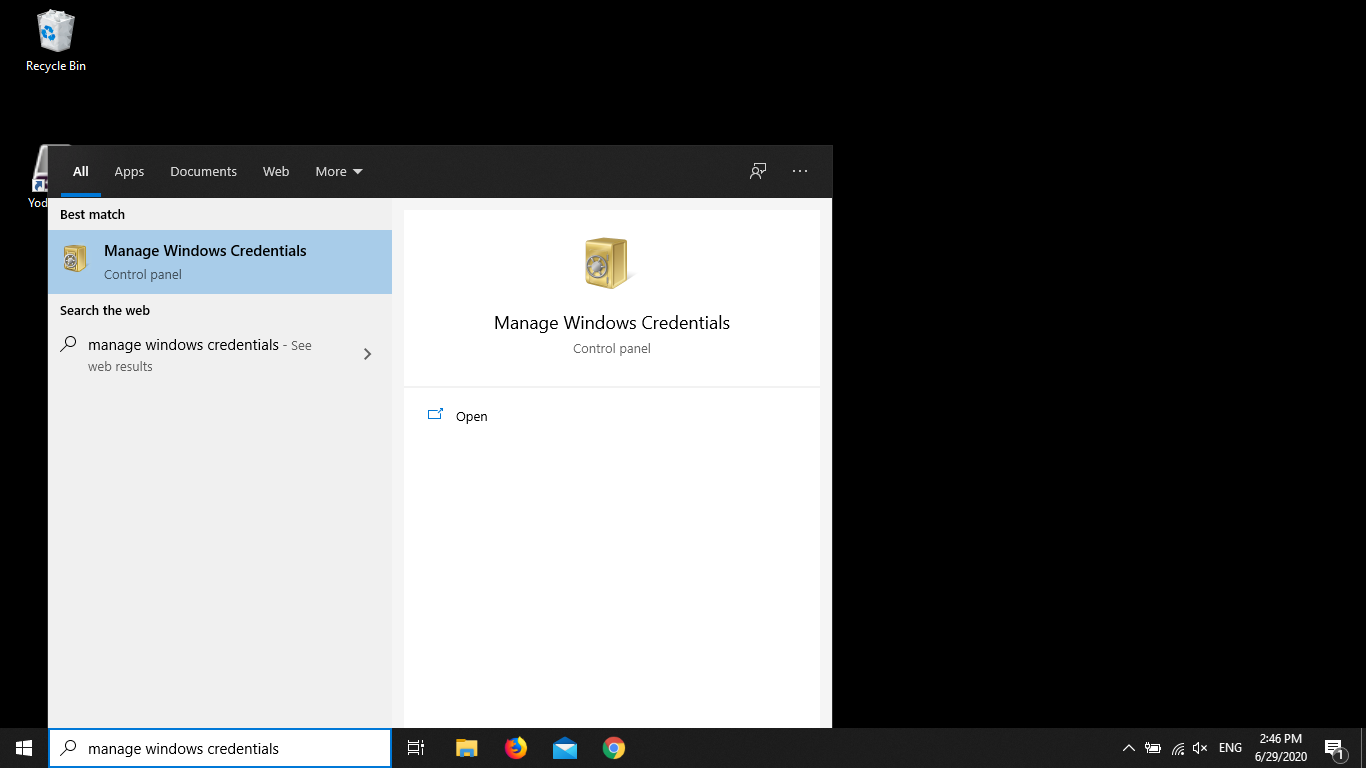 Recycle Bin
Yod
All Apps Documents Web More
Best match
Manage Windows Credentials
Control panel
Search the web
manage windows credentials - See
web results
Manage Windows Credentials
Control panel
Open
manage windows credentials
ENG
2:46 PM
6/29/2020
1